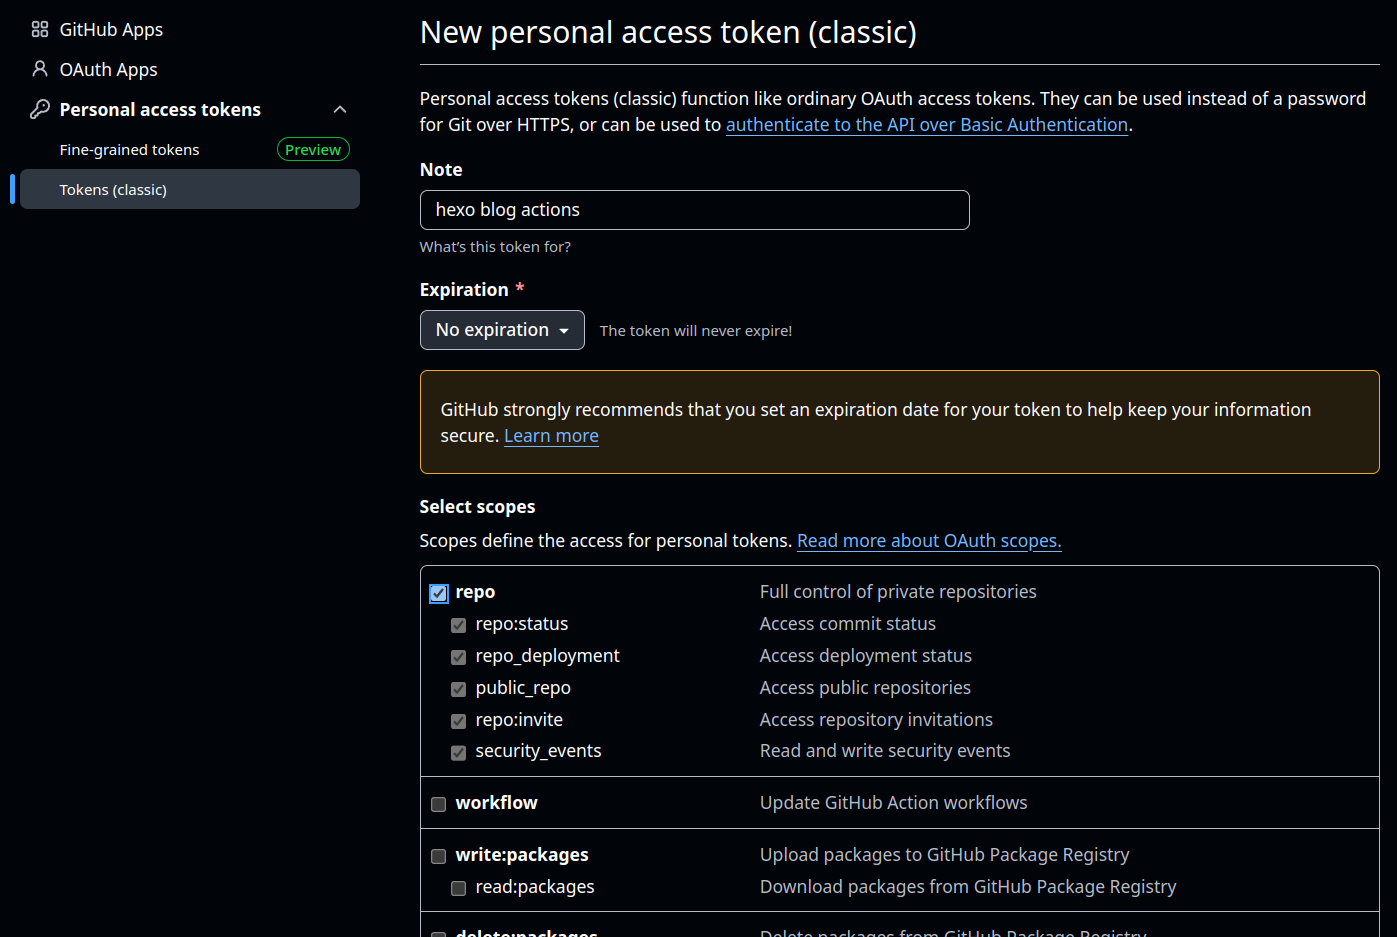 GitHub Apps
OAuth Apps
Personal access tokens
Fine-grained tokens
Preview
Tokens (classic)
New personal access token (classic)
Personal access tokens (classic) function like ordinary OAuth access tokens. They can be used instead of a password
for Git over HTTPS, or can be used to authenticate to the API over Basic Authentication.
Note
hexo blog actions
What's this token for?
Expiration *
No expiration
The token will never expire!
GitHub strongly recommends that you set an expiration date for your token to help keep your information
secure. Learn more
Select scopes
Scopes define the access for personal tokens. Read more about OAuth scopes.
repo Full control of private repositories
repo:status Access commit status
repo_deployment Access deployment status
public_repo Access public repositories
repo:invite Access repository invitations
security_events Read and write security events
workflow Update GitHub Action workflows
write:packages Upload packages to GitHub Package Registry
read:packages Download packages from GitHub Package Registry
delete:packages Delete packages from GitHub Package Registry